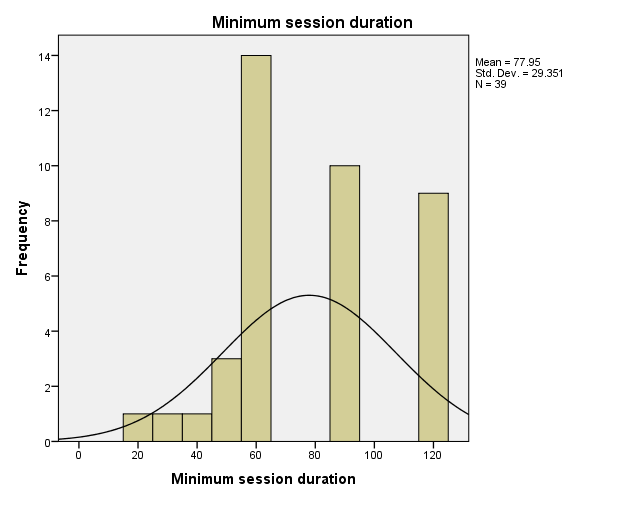 Minimum session duration
Mean = 77.95
Std. Dev. = 29.351
N = 39
14
12
10
8
6
4
2
0
Frequency
0 20 40 60 80 100 120
Minimum session duration